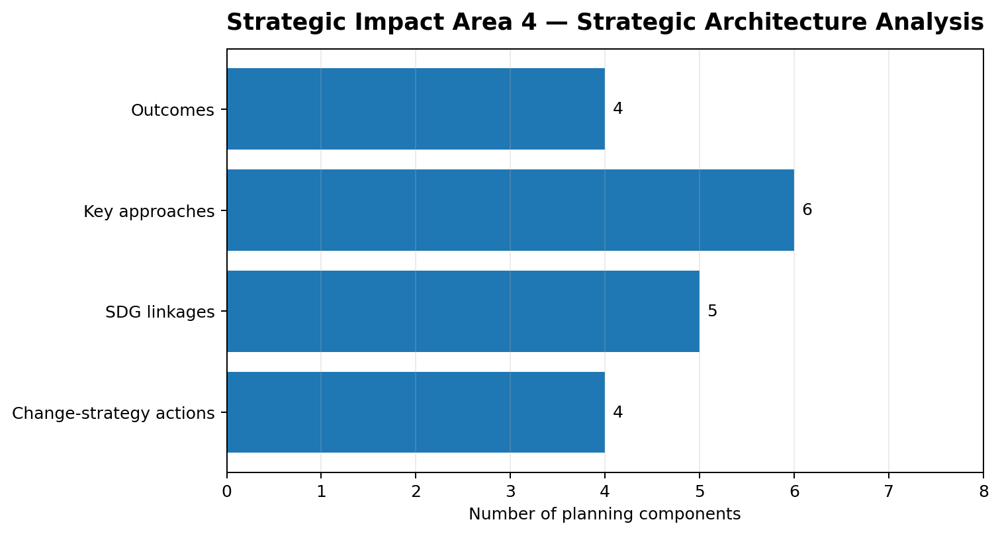 Strategic Impact Area 4 — Strategic Architecture Analysis
Outcomes
4
Key approaches
6
SDG linkages
5
Change-strategy actions
4
0 1 2 3 4 5 6 7 8
Number of planning components